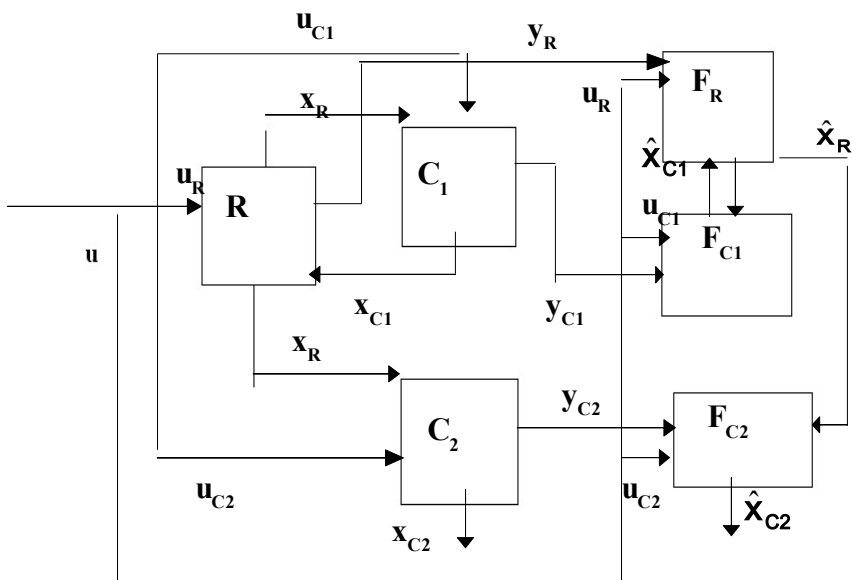 u_C1
y_R
F_R
u_R
x_R
x̂_R
x̂_C1
C_1
u_R
R
u_C1
F_C1
u
x_C1
y_C1
x_R
y_C2
F_C2
C_2
u_C2
u_C2
x̂_C2
x_C2